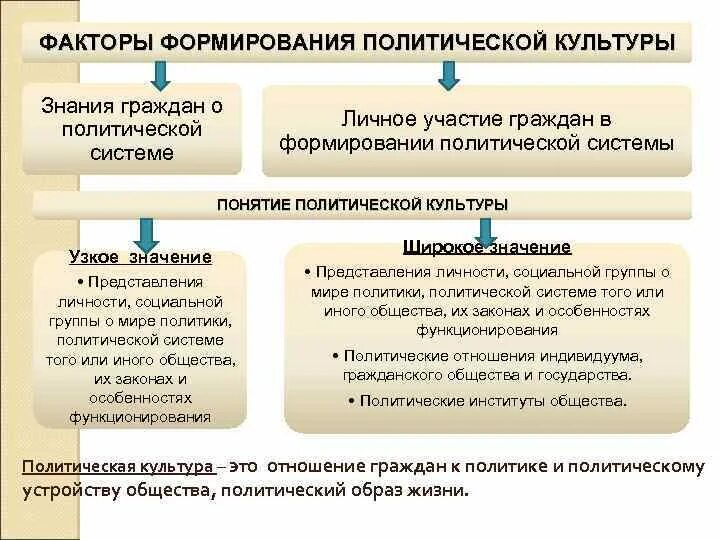 ФАКТОРЫ ФОРМИРОВАНИЯ ПОЛИТИЧЕСКОЙ КУЛЬТУРЫ
Знания граждан о
политической
системе
Личное участие граждан в
формировании политической системы
ПОНЯТИЕ ПОЛИТИЧЕСКОЙ КУЛЬТУРЫ
Узкое значение
• Представления
личности, социальной
группы о мире политики,
политической системе
того или иного общества,
их законах и
особенностях
функционирования
Широкое значение
• Представления личности, социальной группы о
мире политики, политической системе того или
иного общества, их законах и особенностях
функционирования
• Политические отношения индивидуума,
гражданского общества и государства.
• Политические институты общества.
Политическая культура – это отношение граждан к политике и политическому
устройству общества, политический образ жизни.